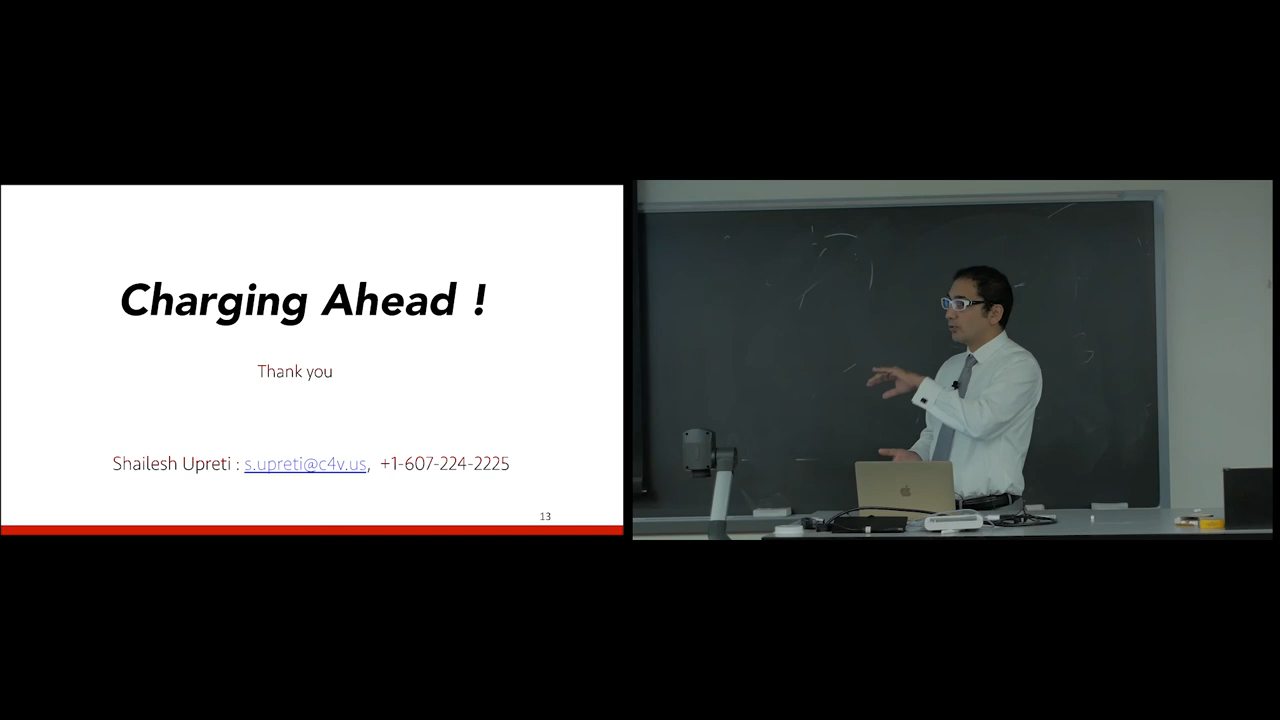 Charging Ahead !
Thank you
Shailesh Upreti : s.upreti@c4v.us, +1-607-224-2225
13